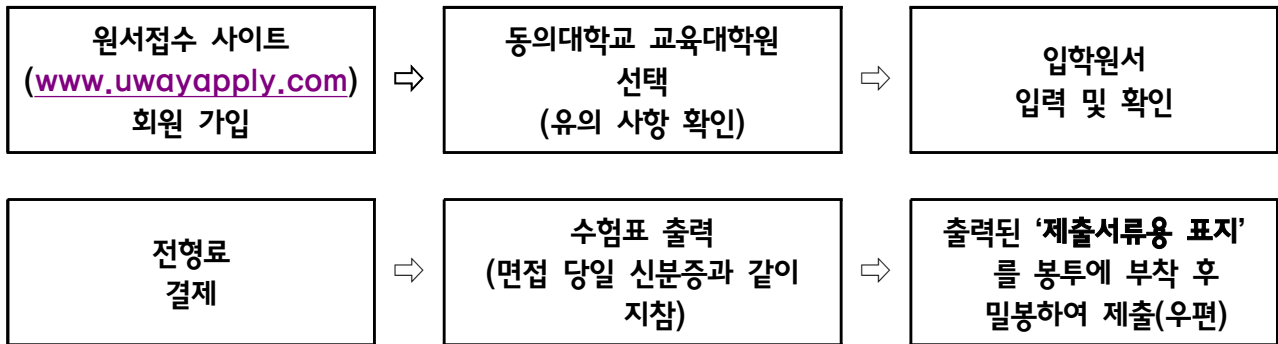 원서접수 사이트
(www.uwayapply.com)
회원 가입
⇨
동의대학교 교육대학원
선택
(유의 사항 확인)
⇨
입학원서
입력 및 확인
전형료
결제
⇨
수험표 출력
(면접 당일 신분증과 같이
지참)
⇨
출력된 ‘제출서류용 표지’
를 봉투에 부착 후
밀봉하여 제출(우편)